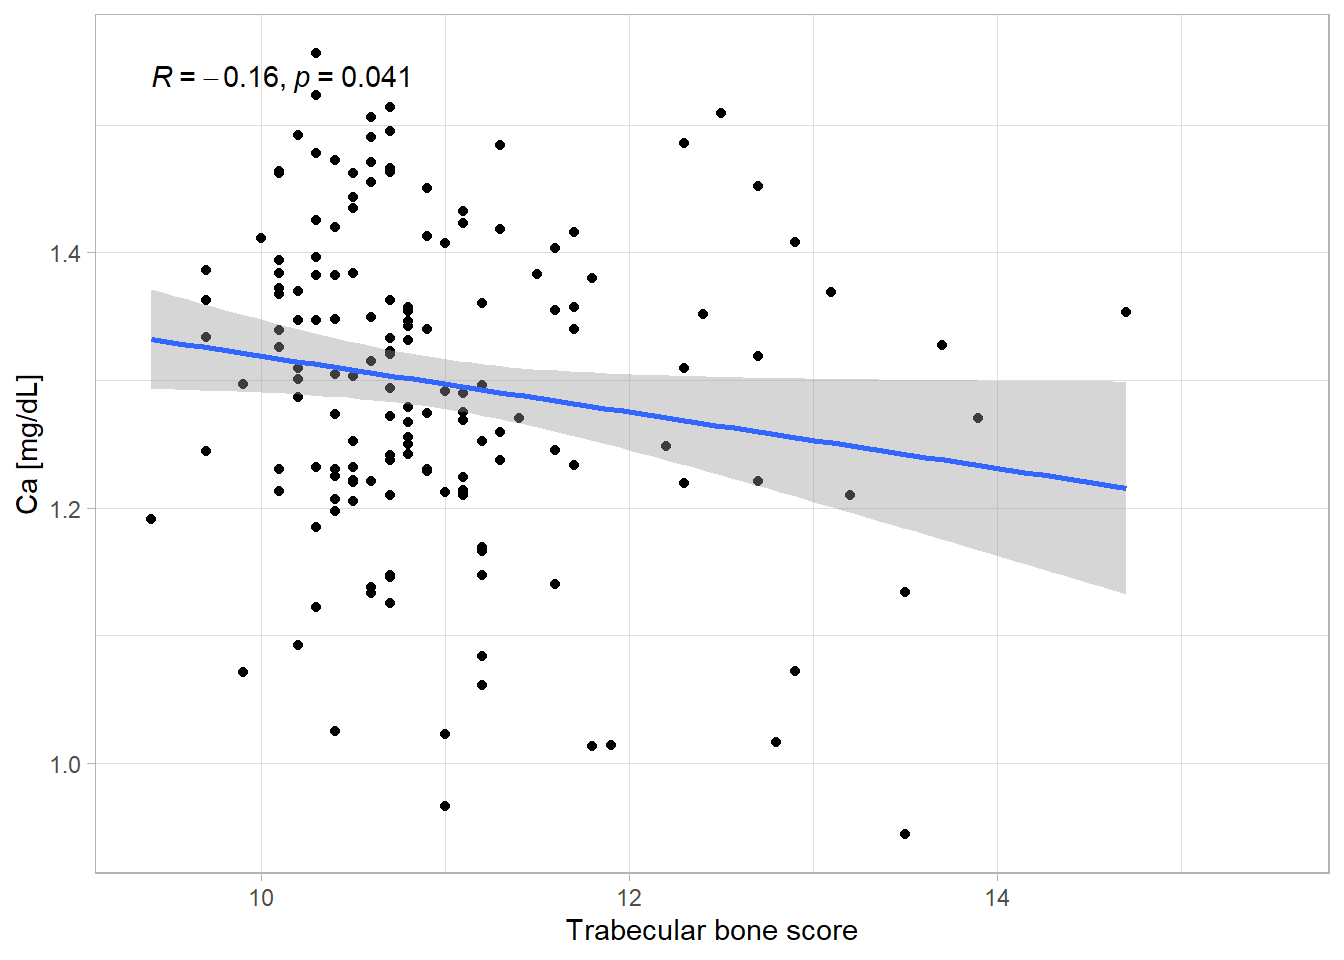 R = −0.16, p = 0.041
1.4
1.2
1.0
Ca [mg/dL]
10 12 14
Trabecular bone score